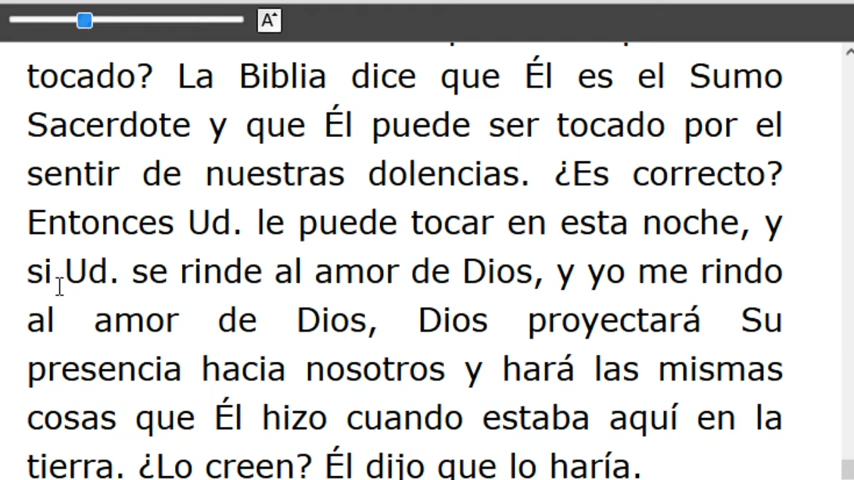 A
tocado? La Biblia dice que Él es el Sumo
Sacerdote y que Él puede ser tocado por el
sentir de nuestras dolencias. ¿Es correcto?
Entonces Ud. le puede tocar en esta noche, y
si Ud. se rinde al amor de Dios, y yo me rindo
al amor de Dios, Dios proyectará Su
presencia hacia nosotros y hará las mismas
cosas que Él hizo cuando estaba aquí en la
tierra. ¿Lo creen? Él dijo que lo haría.